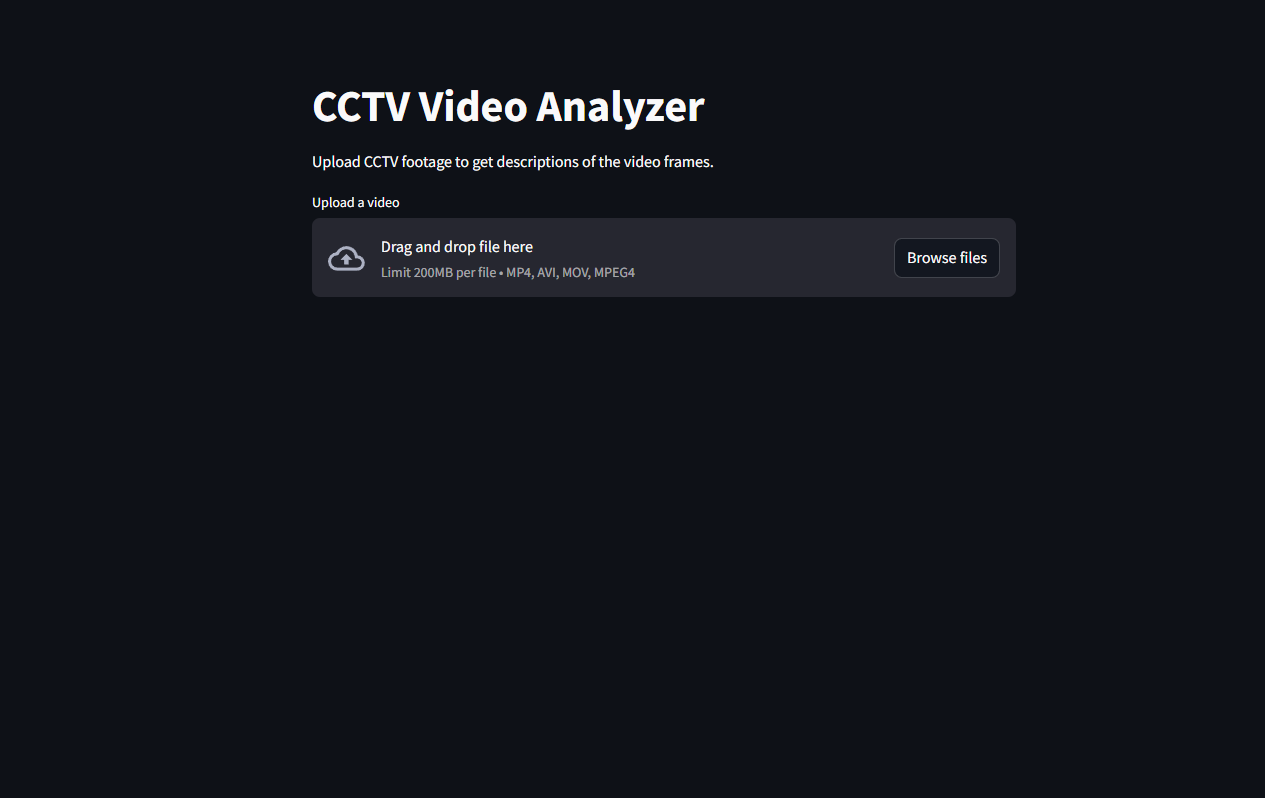 CCTV Video Analyzer
Upload CCTV footage to get descriptions of the video frames.
Upload a video
Drag and drop file here
Limit 200MB per file • MP4, AVI, MOV, MPEG4
Browse files